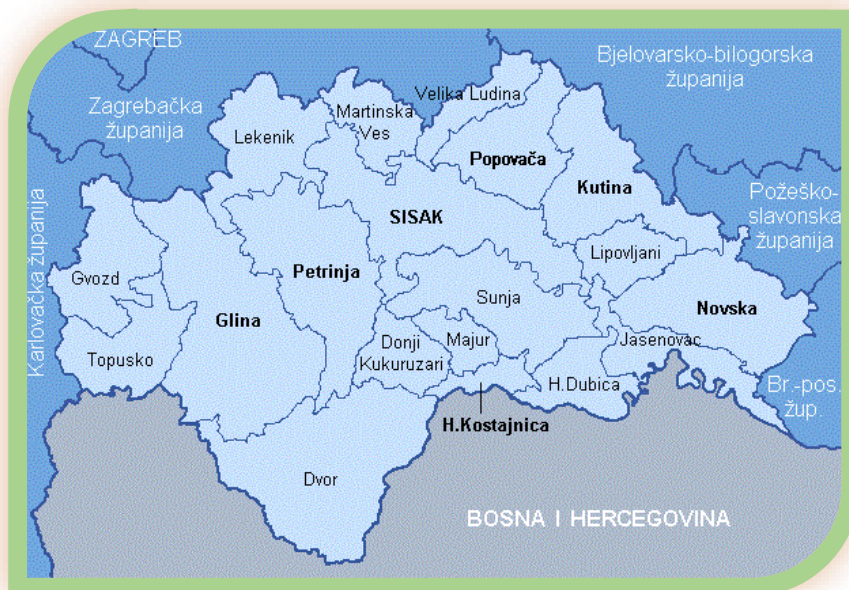 ZAGREB
Bjelovarsko-bilogorska
županija
Zagrebačka
županija
Velika Ludina
Martinska
Ves
Lekenik
Popovača
Kutina
Požeško-
slavonska
županija
SISAK
Karlovačka županija
Lipovljani
Petrinja
Gvozd
Sunja
Novska
Glina
Topusko
Donji
Kukuruzari
Majur
Jasenovac
H.Dubica
Br.-pos.
žup.
H.Kostajnica
Dvor
BOSNA I HERCEGOVINA